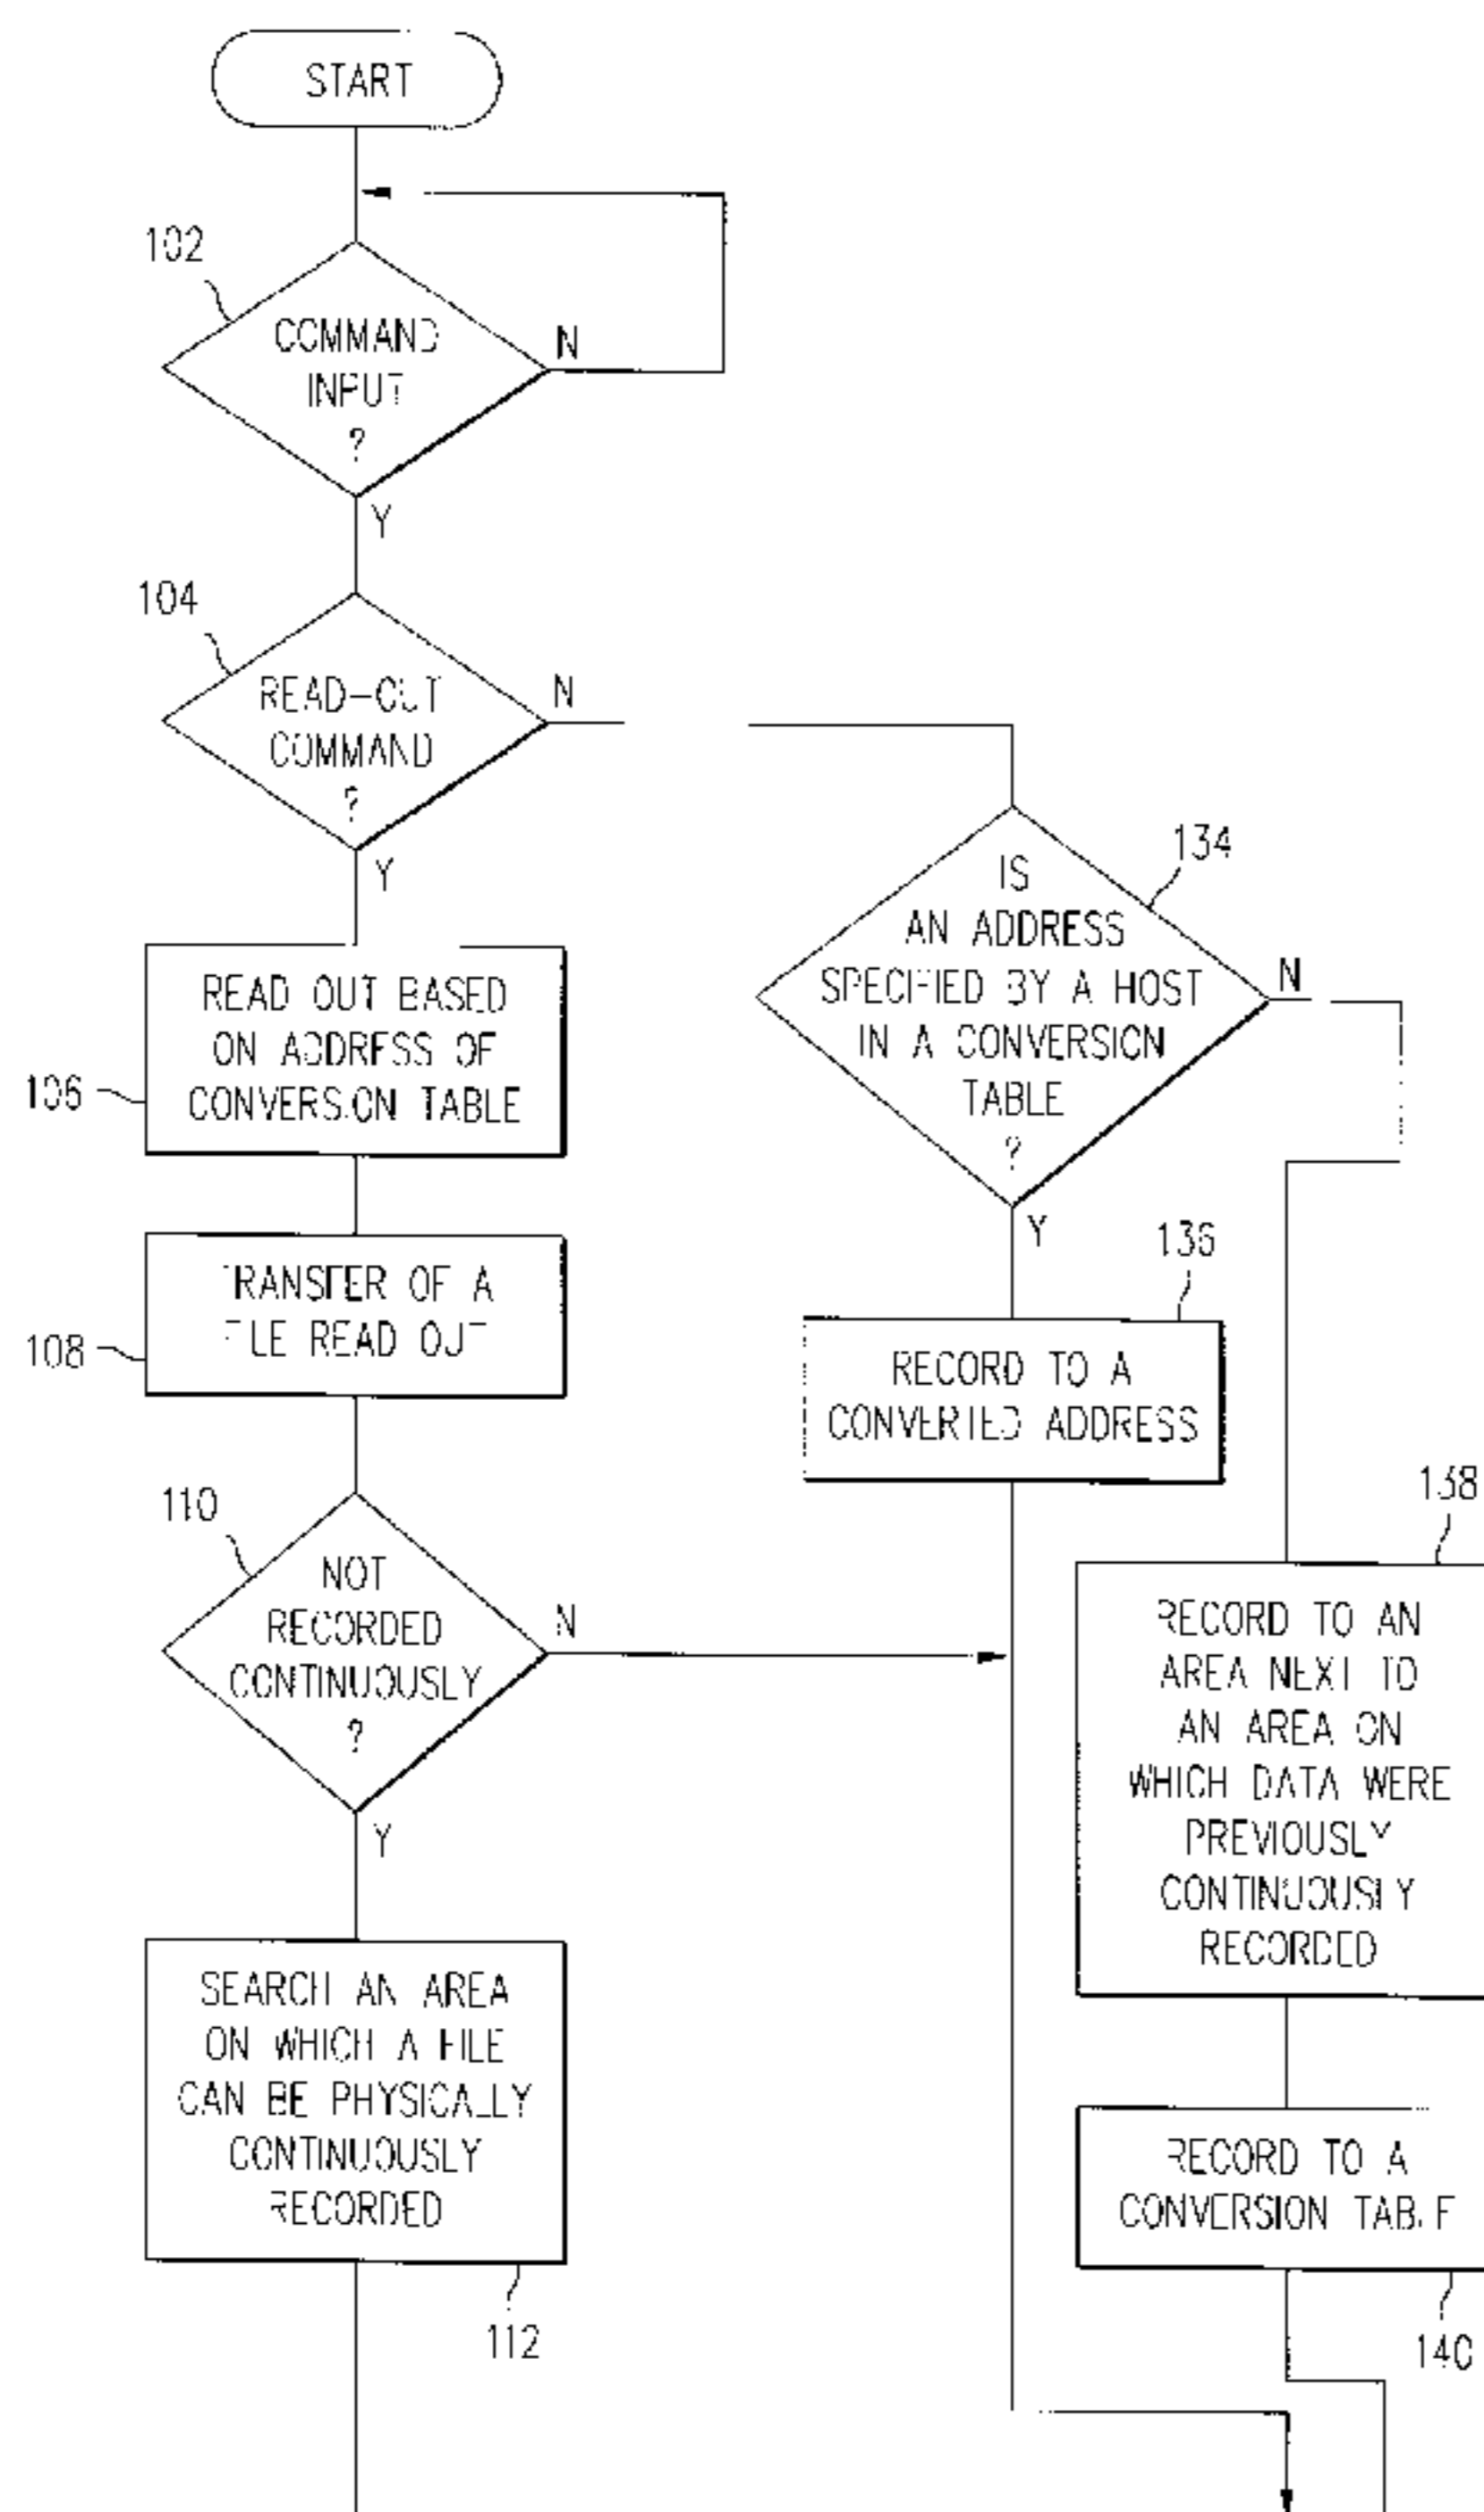 START
102
COMMAND
INPUT
?
N
Y
104
READ-OUT
COMMAND
?
N
Y
134
IS
AN ADDRESS
SPECIFIED BY A HOST
IN A CONVERSION
TABLE
?
N
Y
READ OUT BASED
ON ADDRESS OF
CONVERSION TABLE
106
TRANSFER OF A
FILE READ OUT
108
136
RECORD TO A
CONVERTED ADDRESS
110
NOT
RECORDED
CONTINUOUSLY
?
N
Y
138
RECORD TO AN
AREA NEXT TO
AN AREA ON
WHICH DATA WERE
PREVIOUSLY
CONTINUOUSLY
RECORDED
SEARCH AN AREA
ON WHICH A FILE
CAN BE PHYSICALLY
CONTINUOUSLY
RECORDED
112
RECORD TO A
CONVERSION TABLE
140